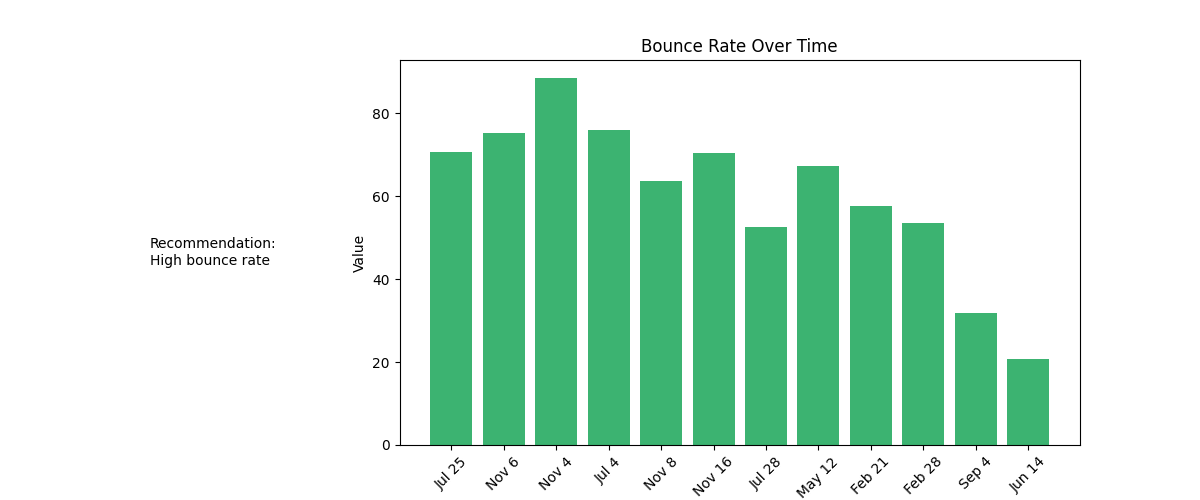 Bounce Rate Over Time
80
60
40
20
0
Value
Recommendation:
High bounce rate
Jul 25
Nov 6
Nov 4
Jul 4
Nov 8
Nov 16
Jul 28
May 12
Feb 21
Feb 28
Sep 4
Jun 14